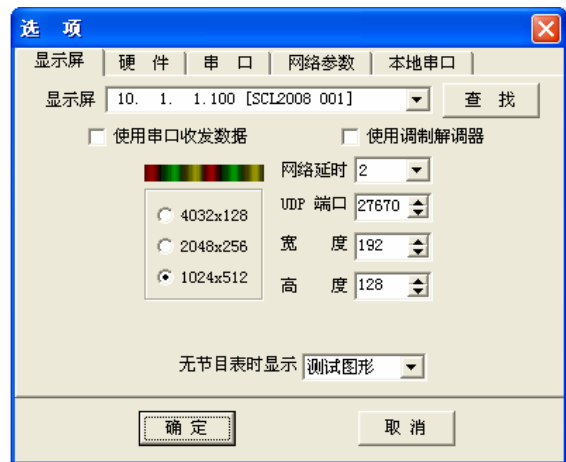 选 项
显示屏 硬 件 串 口 网络参数 本地串口
显示屏 10. 1. 1.100 [SCL2008 001] 查 找
使用串口收发数据 使用调制解调器
网络延时 2
4032x128 UDP 端口 27670
2048x256 宽 度 192
1024x512 高 度 128
无节目表时显示 测试图形
确 定 取 消